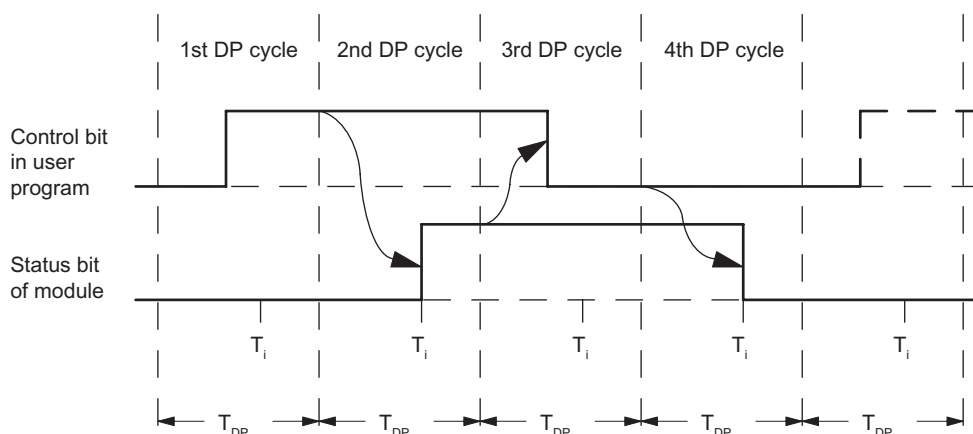 1st DP cycle 2nd DP cycle 3rd DP cycle 4th DP cycle
Control bit
in user
program
Status bit
of module
Ti Ti Ti Ti Ti
TDP TDP TDP TDP TDP